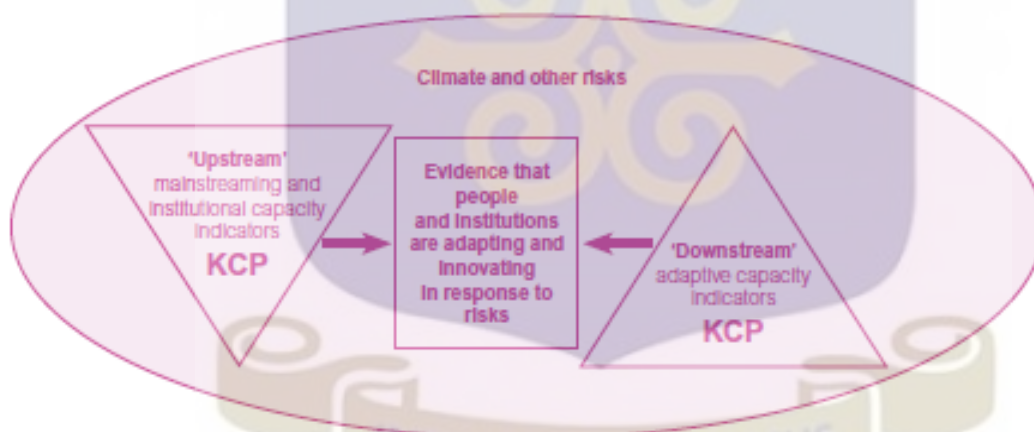 Climate and other risks
'Upstream'
mainstreaming and
institutional capacity
indicators
KCP
Evidence that
people
and institutions
are adapting and
innovating
in response to
risks
'Downstream'
adaptive capacity
indicators
KCP